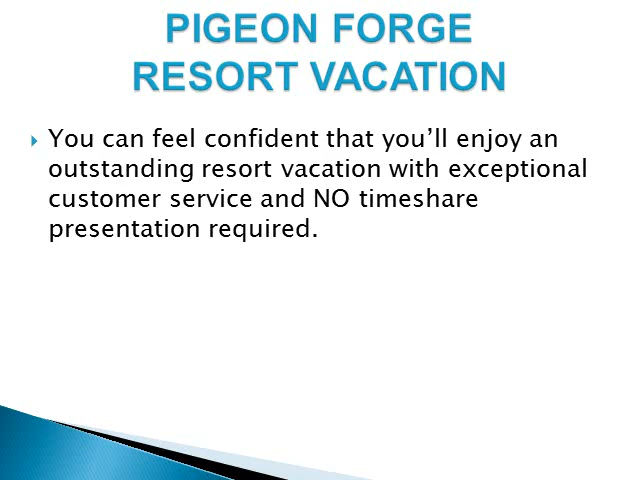 PIGEON FORGE
RESORT VACATION
You can feel confident that you’ll enjoy an
outstanding resort vacation with exceptional
customer service and NO timeshare
presentation required.